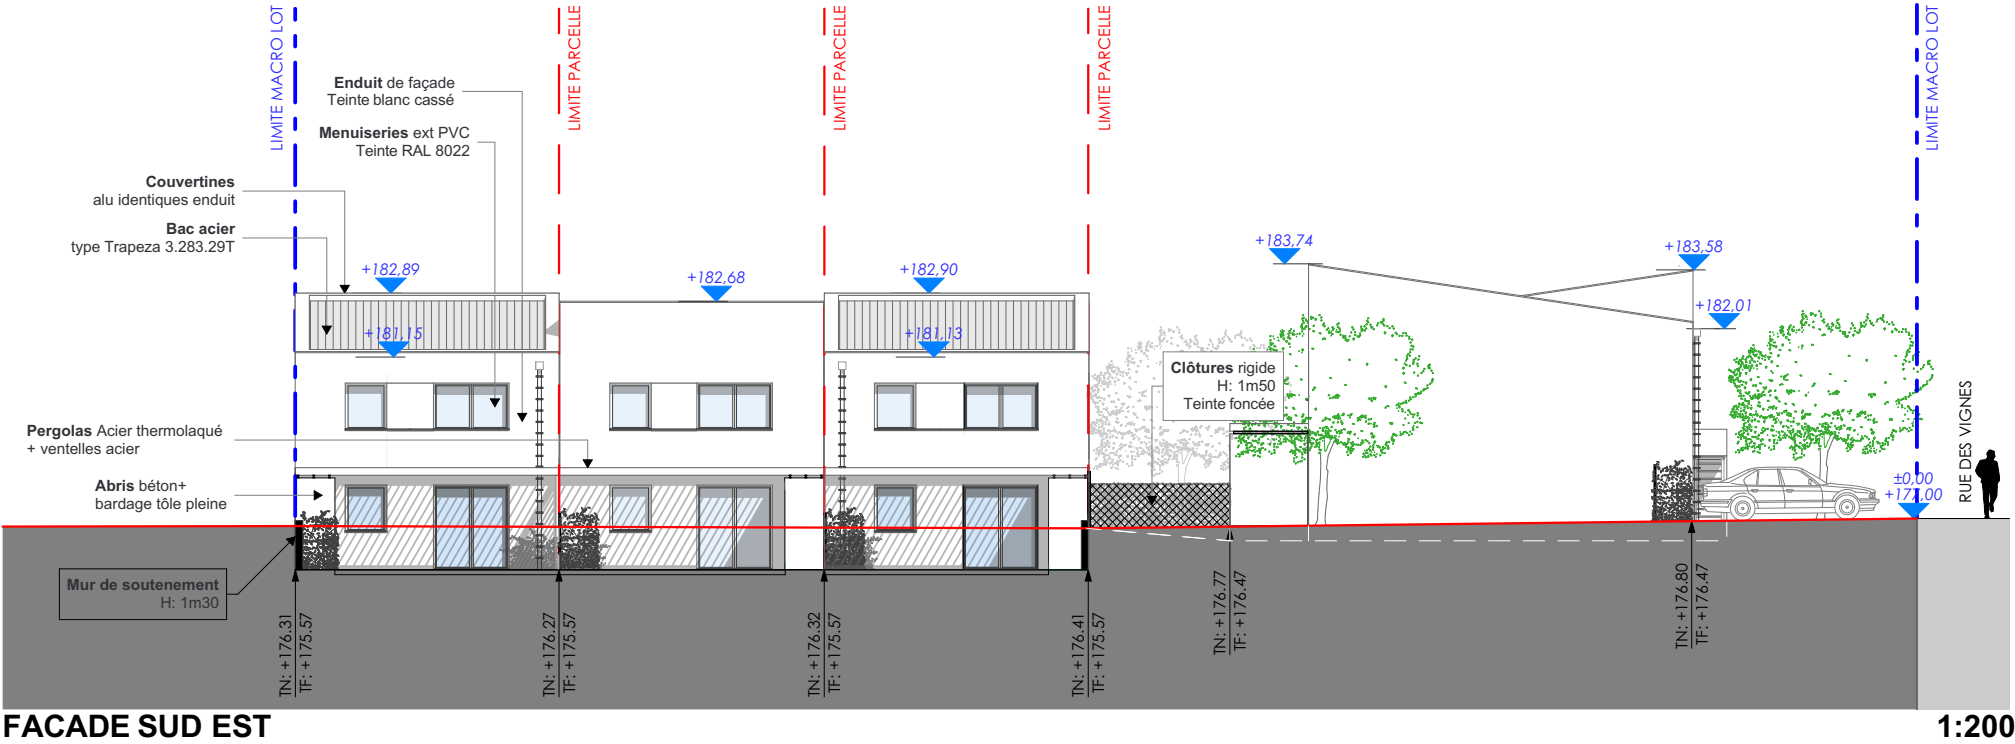 LIMITE MACRO LOT
LIMITE PARCELLE
LIMITE PARCELLE
LIMITE PARCELLE
LIMITE MACRO LOT
Enduit de façade
Teinte blanc cassé
Menuiseries ext PVC
Teinte RAL 8022
Couvertines
alu identiques enduit
Bac acier
type Trapeza 3.283.29T
+182,89
+182,68
+182,90
+183,74
+183,58
+182,01
+181,15
+181,13
Clôtures rigide
H: 1m50
Teinte foncée
Pergolas Acier thermolaqué
+ ventelles acier
Abris béton+
bardage tôle pleine
±0,00
+177,00
RUE DES VIGNES
Mur de soutenement
H: 1m30
TN: +176.31
TF: +175.57
TN: +176.27
TF: +175.57
TN: +176.32
TF: +175.57
TN: +176.41
TF: +175.57
TN: +176.77
TF: +176.47
TN: +176.80
TF: +176.47
FACADE SUD EST
1:200